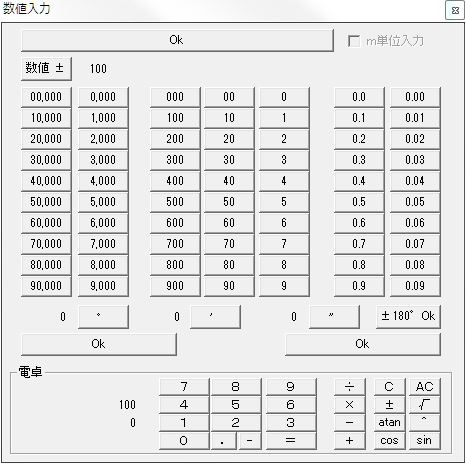 数値入力
Ok m単位入力
数値 ± 100
00,000 0,000 000 00 0 0.0 0.00
10,000 1,000 100 10 1 0.1 0.01
20,000 2,000 200 20 2 0.2 0.02
30,000 3,000 300 30 3 0.3 0.03
40,000 4,000 400 40 4 0.4 0.04
50,000 5,000 500 50 5 0.5 0.05
60,000 6,000 600 60 6 0.6 0.06
70,000 7,000 700 70 7 0.7 0.07
80,000 8,000 800 80 8 0.8 0.08
90,000 9,000 900 90 9 0.9 0.09
0 ° 0 ′ 0 ″ ±180° Ok
Ok Ok
電卓
7 8 9 ÷ C AC
100 4 5 6 × ± √
0 1 2 3 − atan ^
0 . - = + cos sin